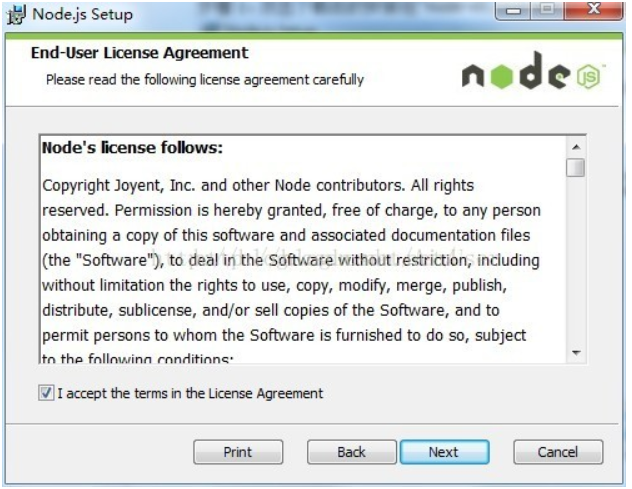 Node.js Setup
End-User License Agreement
Please read the following license agreement carefully
node JS
Node's license follows:
Copyright Joyent, Inc. and other Node contributors. All rights
reserved. Permission is hereby granted, free of charge, to any person
obtaining a copy of this software and associated documentation files
(the "Software"), to deal in the Software without restriction, including
without limitation the rights to use, copy, modify, merge, publish,
distribute, sublicense, and/or sell copies of the Software, and to
permit persons to whom the Software is furnished to do so, subject
to the following conditions:
I accept the terms in the License Agreement
Print Back Next Cancel